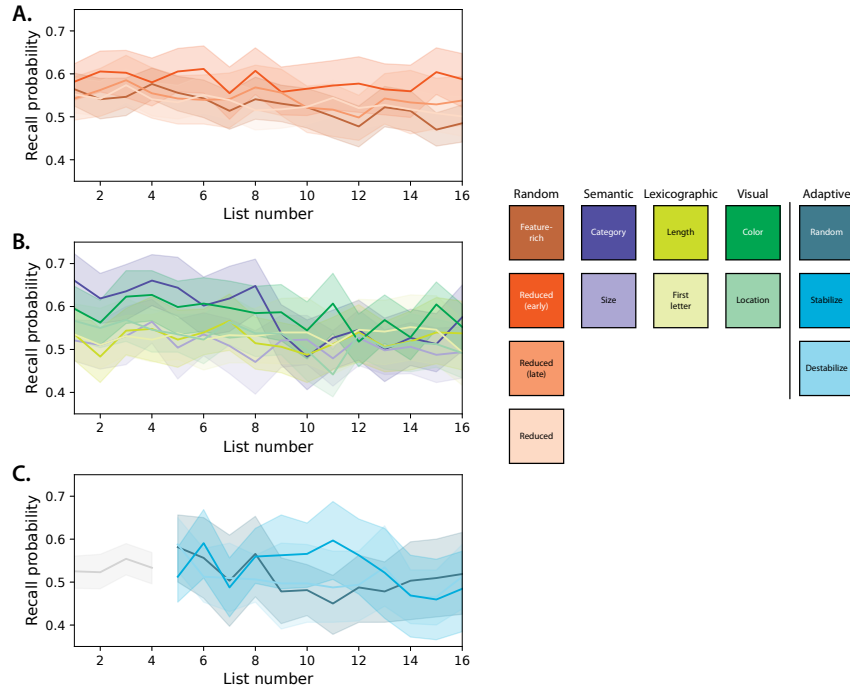 A.
0.7
0.6
0.5
0.4
Recall probability
2 4 6 8 10 12 14 16
List number
B.
0.7
0.6
0.5
0.4
Recall probability
2 4 6 8 10 12 14 16
List number
C.
0.7
0.6
0.5
0.4
Recall probability
2 4 6 8 10 12 14 16
List number
Random Semantic Lexicographic Visual Adaptive
Feature-
rich
Category
Length
Color
Random
Reduced
(early)
Size
First
letter
Location
Stabilize
Reduced
(late)
Destabilize
Reduced